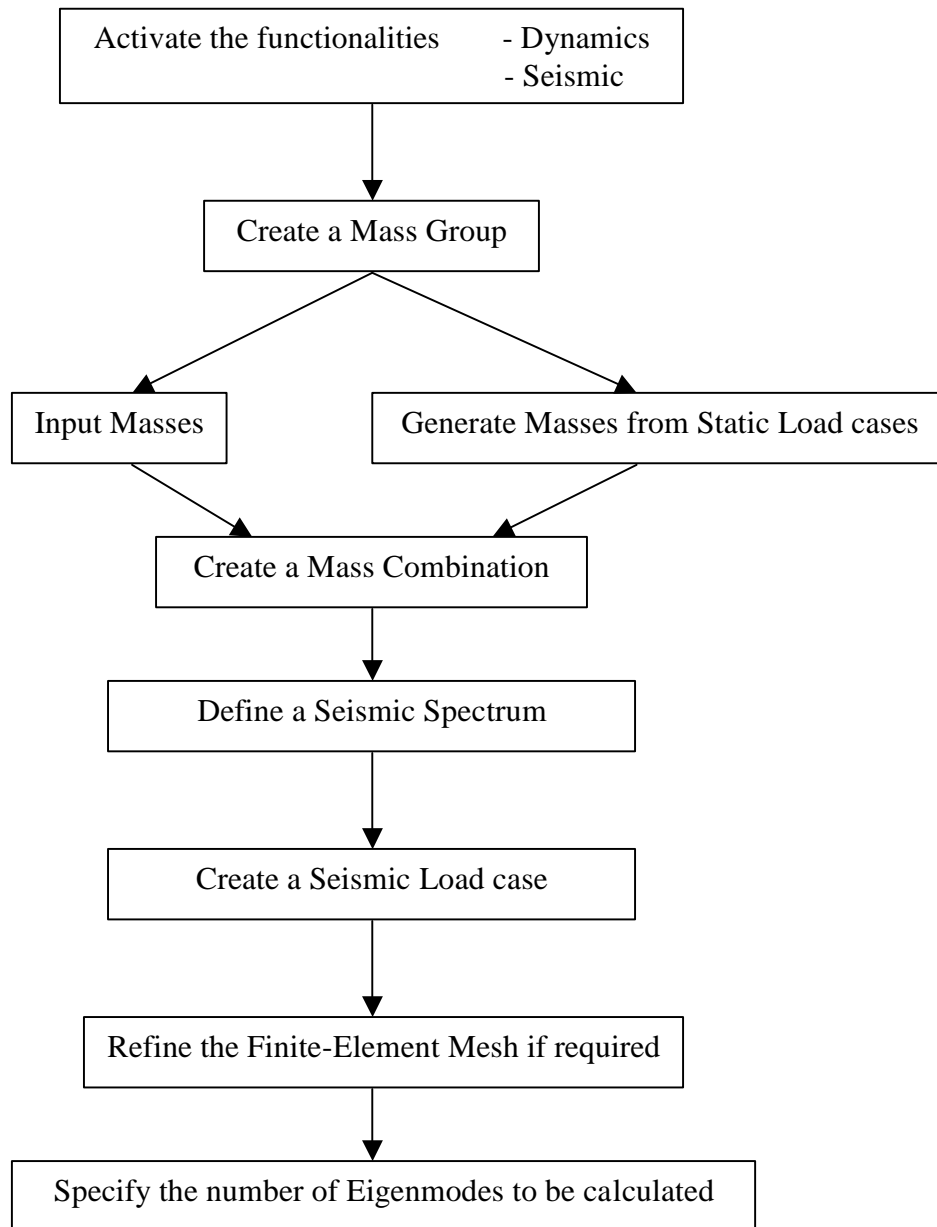 Activate the functionalities - Dynamics
- Seismic
Create a Mass Group
Input Masses
Generate Masses from Static Load cases
Create a Mass Combination
Define a Seismic Spectrum
Create a Seismic Load case
Refine the Finite-Element Mesh if required
Specify the number of Eigenmodes to be calculated